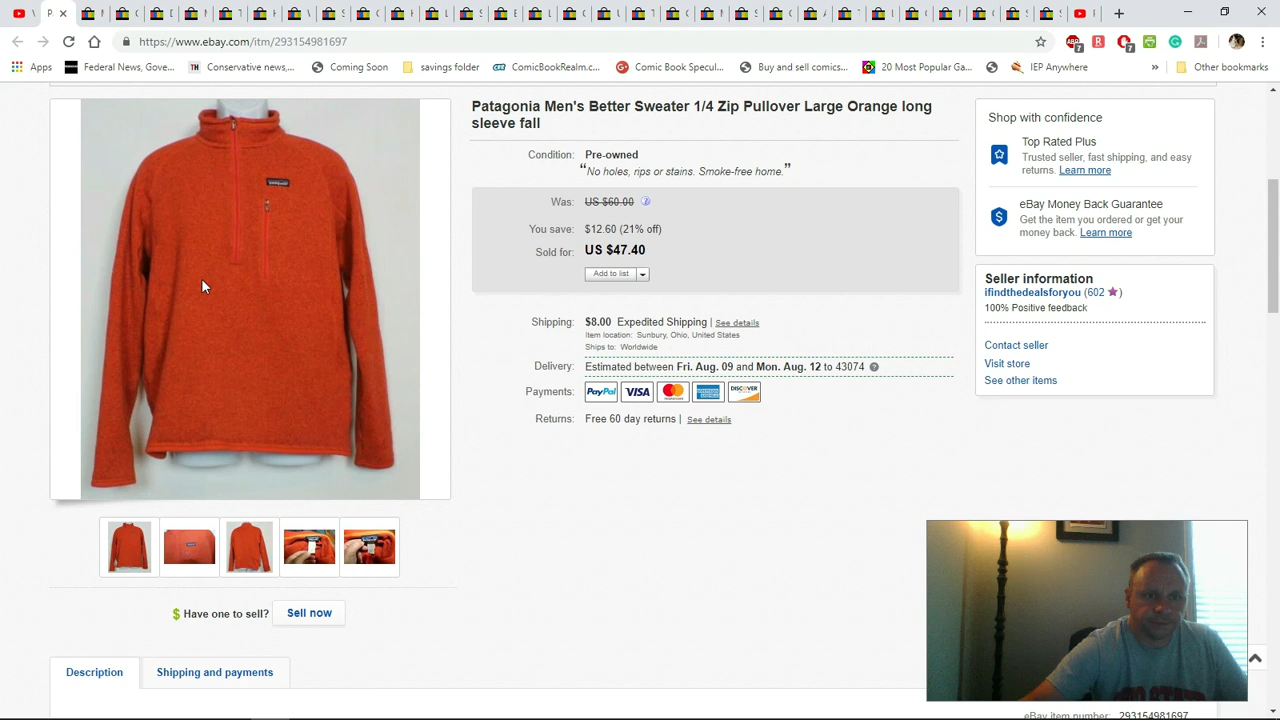 https://www.ebay.com/itm/293154981697
Apps
Federal News, Gove...
Conservative news,...
Coming Soon
savings folder
ComicBookRealm.c...
Comic Book Specul...
Buy and sell comics...
20 Most Popular Ga...
IEP Anywhere
»
Other bookmarks
Patagonia Men's Better Sweater 1/4 Zip Pullover Large Orange long
sleeve fall
Condition: Pre-owned
“No holes, rips or stains. Smoke-free home.”
Was: US $60.00
You save: $12.60 (21% off)
Sold for: US $47.40
Add to list
Shipping: $8.00 Expedited Shipping | See details
Item location: Sunbury, Ohio, United States
Ships to: Worldwide
Delivery: Estimated between Fri. Aug. 09 and Mon. Aug. 12 to 43074
Payments: PayPal VISA MasterCard DISCOVER
Returns: Free 60 day returns | See details
Shop with confidence
Top Rated Plus
Trusted seller, fast shipping, and easy
returns. Learn more
eBay Money Back Guarantee
Get the item you ordered or get your
money back. Learn more
Seller information
ifindthedealsforyou (602)
100% Positive feedback
Contact seller
Visit store
See other items
Have one to sell? Sell now
Description
Shipping and payments
eBay item number: 293154981697